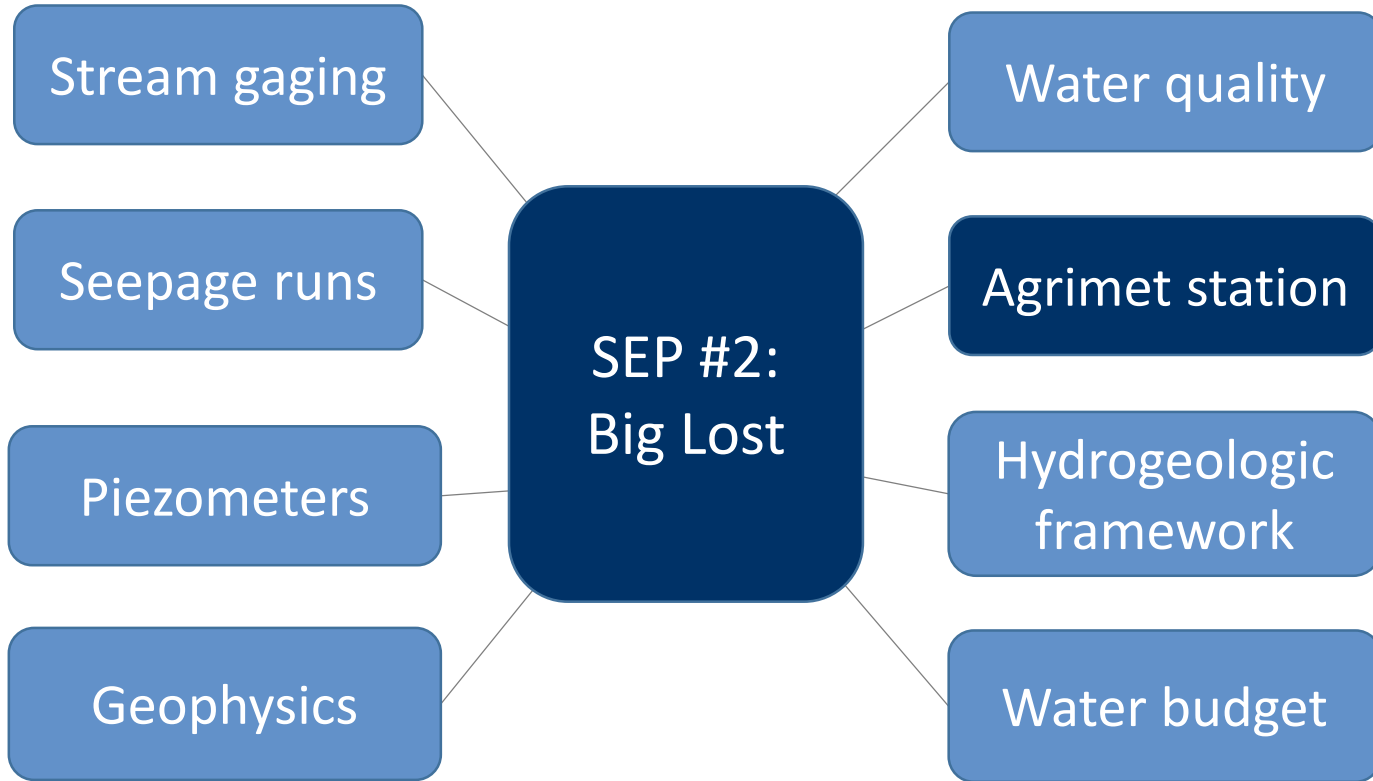 Stream gaging
Seepage runs
Piezometers
Geophysics
SEP #2:
Big Lost
Water quality
Agrimet station
Hydrogeologic
framework
Water budget